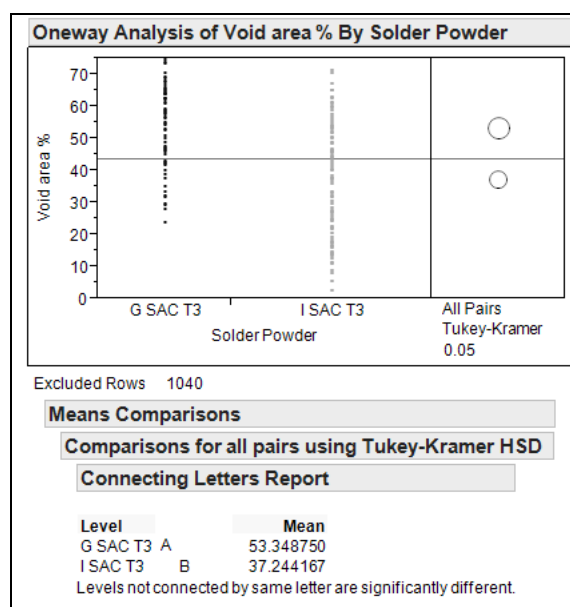 Oneway Analysis of Void area % By Solder Powder
Void area %
70
60
50
40
30
20
10
0
G SAC T3
I SAC T3
Solder Powder
All Pairs
Tukey-Kramer
0.05
Excluded Rows 1040
Means Comparisons
Comparisons for all pairs using Tukey-Kramer HSD
Connecting Letters Report
Level Mean
G SAC T3 A 53.348750
I SAC T3 B 37.244167
Levels not connected by same letter are significantly different.